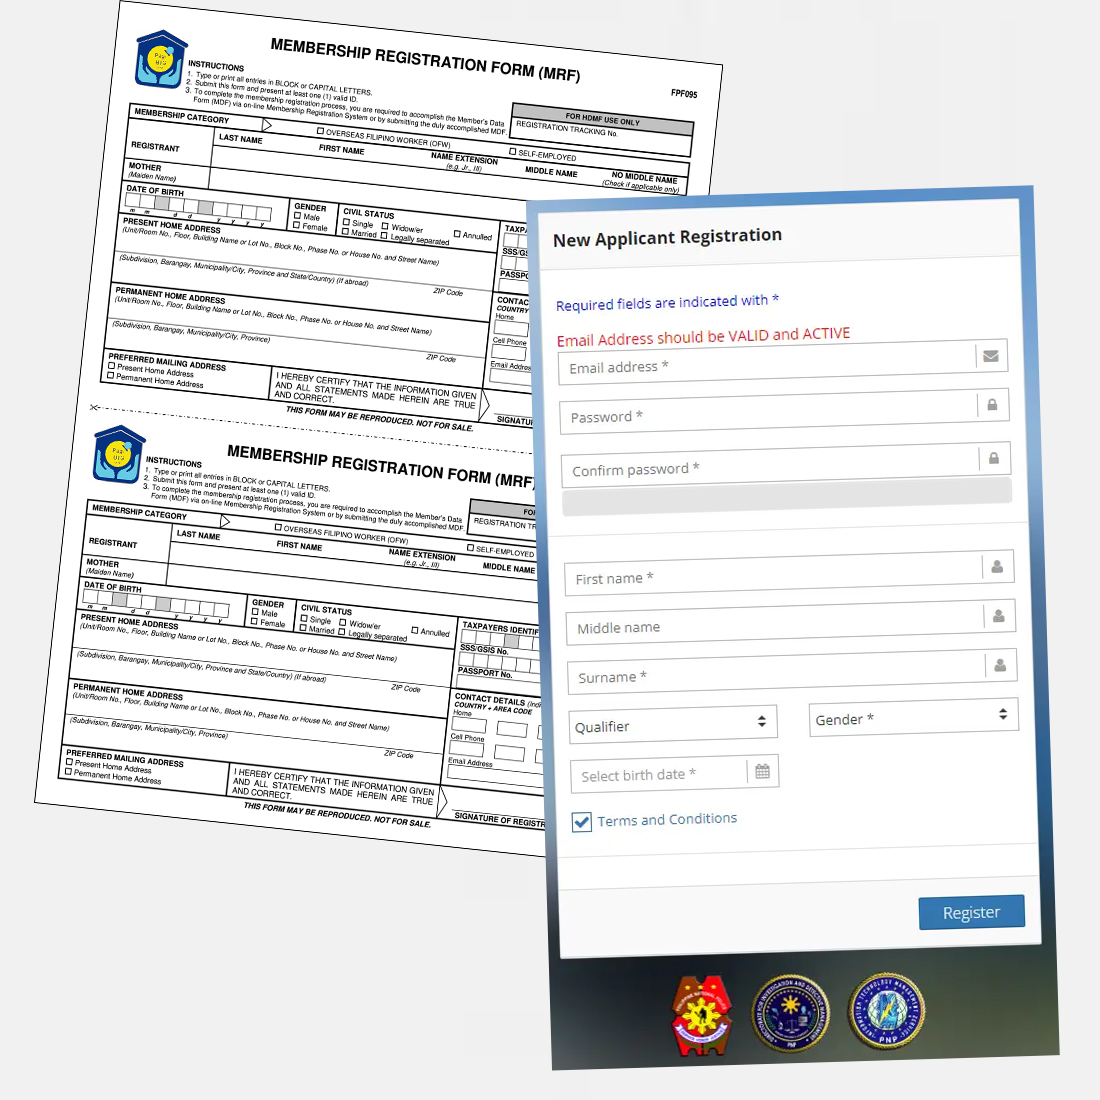 MEMBERSHIP REGISTRATION FORM (MRF)
FPF095
INSTRUCTIONS
1. Type or print all entries in BLOCK or CAPITAL LETTERS.
2. Submit this form and present at least one (1) valid ID.
3. To complete the membership registration process, you are required to accomplish the Member's Data
Form (MDF) via on-line Membership Registration System or by submitting the duly accomplished MDF.
FOR HDMF USE ONLY
REGISTRATION TRACKING No.
MEMBERSHIP CATEGORY
OVERSEAS FILIPINO WORKER (OFW)
SELF-EMPLOYED
REGISTRANT
LAST NAME
FIRST NAME
NAME EXTENSION
(e.g. Jr., III)
MIDDLE NAME
NO MIDDLE NAME
(Check if applicable only)
MOTHER
(Maiden Name)
DATE OF BIRTH
m m d d y y y y
GENDER
Male
Female
CIVIL STATUS
Single
Widow/er
Annulled
Married
Legally separated
TAXPA
SSS/GS
PASSPO
PRESENT HOME ADDRESS
(Unit/Room No., Floor, Building Name or Lot No., Block No., Phase No. or House No. and Street Name)
(Subdivision, Barangay, Municipality/City, Province and State/Country) (If abroad)
ZIP Code
PERMANENT HOME ADDRESS
(Unit/Room No., Floor, Building Name or Lot No., Block No., Phase No. or House No. and Street Name)
(Subdivision, Barangay, Municipality/City, Province)
ZIP Code
CONTAC
COUNTRY
Home
Cell Phone
Email Address
PREFERRED MAILING ADDRESS
Present Home Address
Permanent Home Address
I HEREBY CERTIFY THAT THE INFORMATION GIVEN
AND ALL STATEMENTS MADE HEREIN ARE TRUE
AND CORRECT.
SIGNATU
THIS FORM MAY BE REPRODUCED. NOT FOR SALE.
MEMBERSHIP REGISTRATION FORM (MRF)
INSTRUCTIONS
1. Type or print all entries in BLOCK or CAPITAL LETTERS.
2. Submit this form and present at least one (1) valid ID.
3. To complete the membership registration process, you are required to accomplish the Member's Data
Form (MDF) via on-line Membership Registration System or by submitting the duly accomplished MDF.
FO
REGISTRATION TR
MEMBERSHIP CATEGORY
OVERSEAS FILIPINO WORKER (OFW)
SELF-EMPLOYED
REGISTRANT
LAST NAME
FIRST NAME
NAME EXTENSION
(e.g. Jr., III)
MIDDLE NAME
MOTHER
(Maiden Name)
DATE OF BIRTH
m m d d y y y y
GENDER
Male
Female
CIVIL STATUS
Single
Widow/er
Annulled
Married
Legally separated
TAXPAYERS IDENTIF
SSS/GSIS No.
PASSPORT No.
PRESENT HOME ADDRESS
(Unit/Room No., Floor, Building Name or Lot No., Block No., Phase No. or House No. and Street Name)
(Subdivision, Barangay, Municipality/City, Province and State/Country) (If abroad)
ZIP Code
PERMANENT HOME ADDRESS
(Unit/Room No., Floor, Building Name or Lot No., Block No., Phase No. or House No. and Street Name)
(Subdivision, Barangay, Municipality/City, Province)
ZIP Code
CONTACT DETAILS (Indi
COUNTRY + AREA CODE
Home
Cell Phone
Email Address
PREFERRED MAILING ADDRESS
Present Home Address
Permanent Home Address
I HEREBY CERTIFY THAT THE INFORMATION GIVEN
AND ALL STATEMENTS MADE HEREIN ARE TRUE
AND CORRECT.
SIGNATURE OF REGISTR
THIS FORM MAY BE REPRODUCED. NOT FOR SALE.
New Applicant Registration
Required fields are indicated with *
Email Address should be VALID and ACTIVE
Email address *
Password *
Confirm password *
First name *
Middle name
Surname *
Qualifier
Gender *
Select birth date *
Terms and Conditions
Register
PNP
PNP